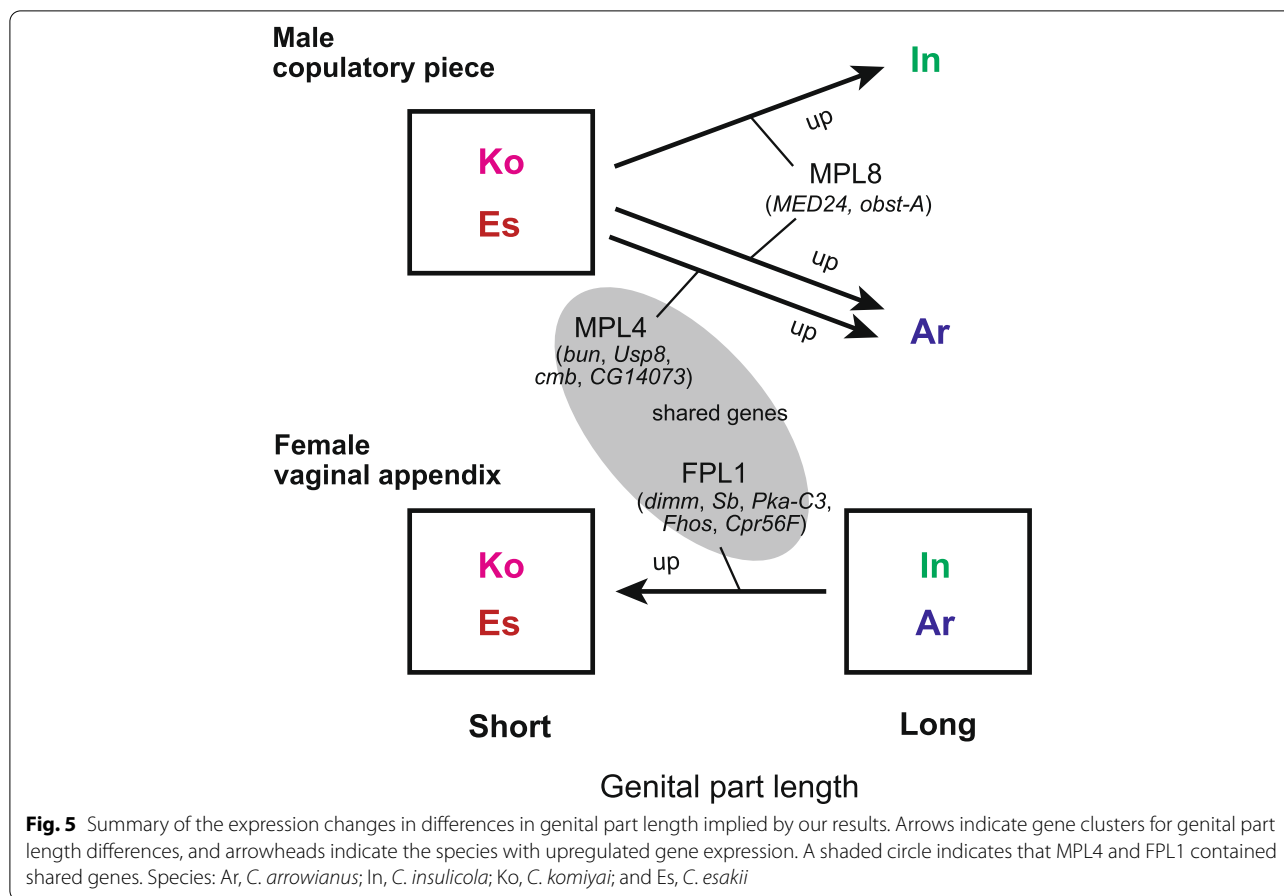 Male
copulatory piece
In
up
Ko
Es
MPL8
(MED24, obst-A)
up
up
Ar
MPL4
(bun, Usp8,
cmb, CG14073)
shared genes
Female
vaginal appendix
FPL1
(dimm, Sb, Pka-C3,
Fhos, Cpr56F)
up
Ko
Es
In
Ar
Short
Long
Genital part length
Fig. 5 Summary of the expression changes in differences in genital part length implied by our results. Arrows indicate gene clusters for genital part
length differences, and arrowheads indicate the species with upregulated gene expression. A shaded circle indicates that MPL4 and FPL1 contained
shared genes. Species: Ar, C. arrowianus; In, C. insulicola; Ko, C. komiyai; and Es, C. esakii